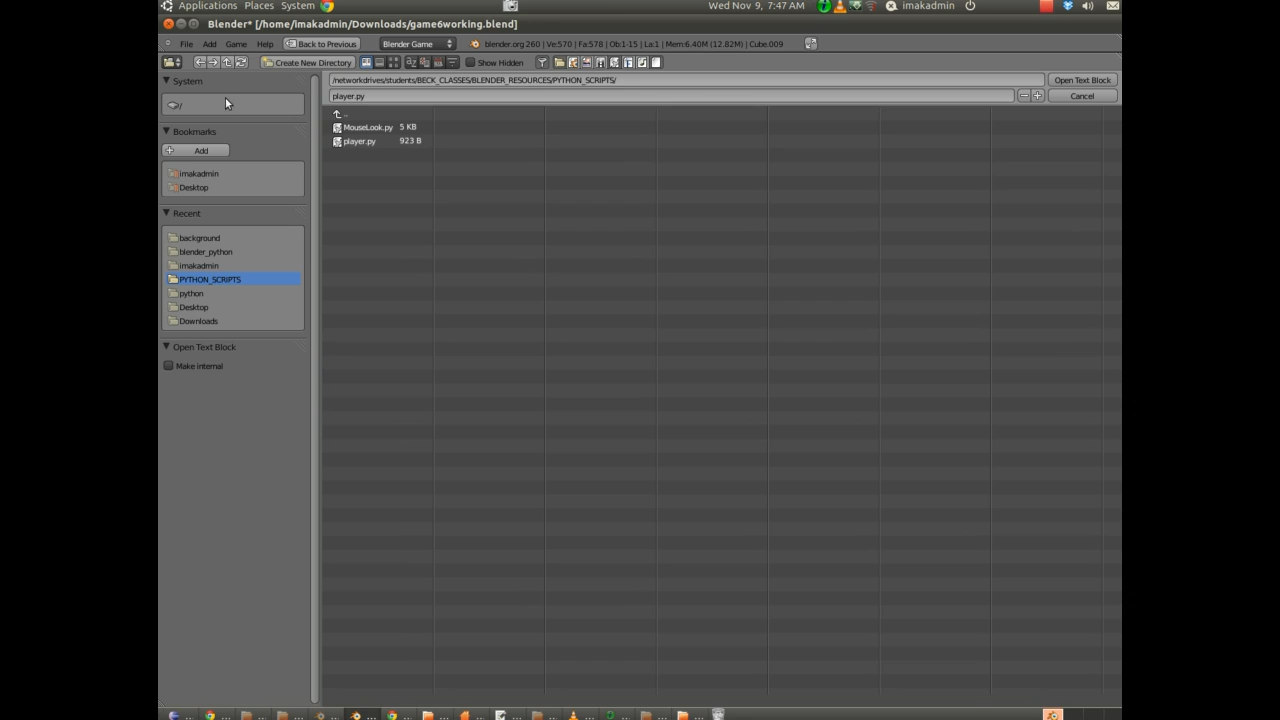 Applications Places System Wed Nov 9, 7:47 AM imakadmin
Blender* [/home/imakadmin/Downloads/game6working.blend]
File Add Game Help Back to Previous Blender Game blender.org 260 | Ve:570 | Fa:578 | Ob:1-15 | La:1 | Mem:6.40M (12.82M) | Cube.009
Create New Directory Show Hidden
System
/networkdrives/students/BECK_CLASSES/BLENDER_RESOURCES/PYTHON_SCRIPTS/ Open Text Block
player.py Cancel
/
..
MouseLook.py 5 KB
player.py 923 B
Bookmarks
Add
imakadmin
Desktop
Recent
background
blender_python
imakadmin
PYTHON_SCRIPTS
python
Desktop
Downloads
Open Text Block
Make internal